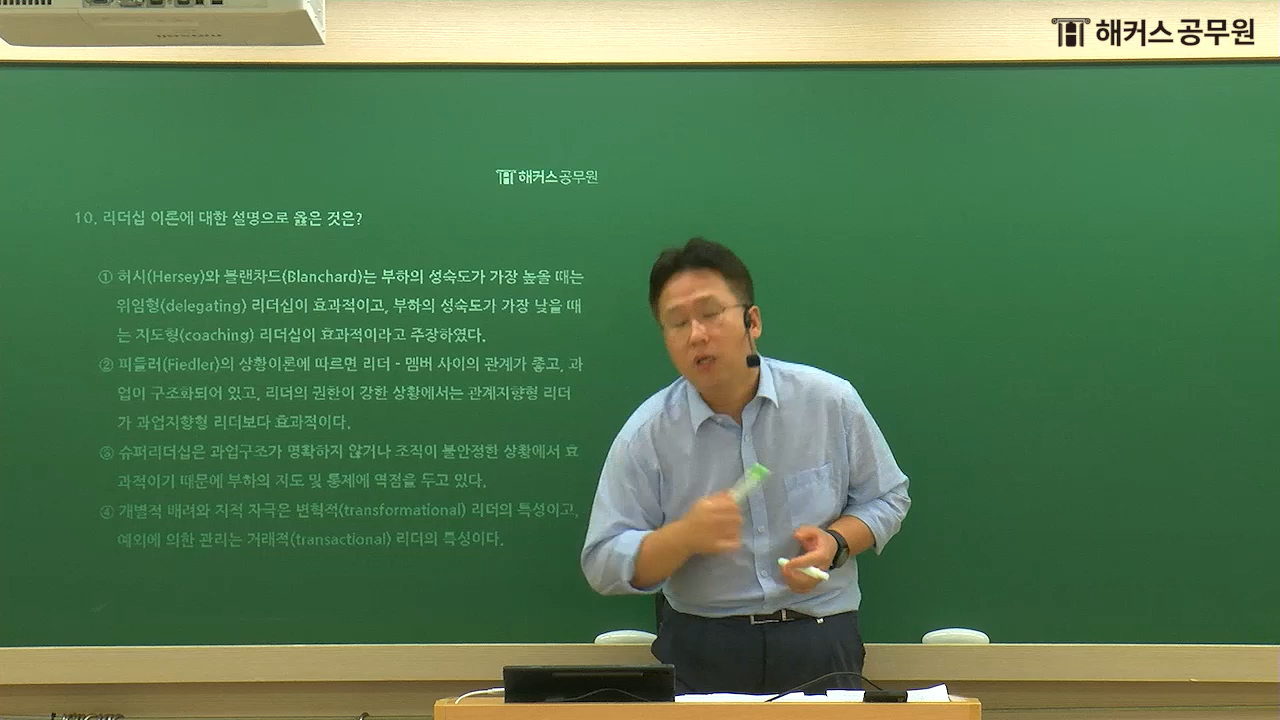 해커스공무원
해커스공무원
10. 리더십 이론에 대한 설명으로 옳은 것은?
① 허시(Hersey)와 블랜차드(Blanchard)는 부하의 성숙도가 가장 높을 때는
위임형(delegating) 리더십이 효과적이고, 부하의 성숙도가 가장 낮을 때
는 지도형(coaching) 리더십이 효과적이라고 주장하였다.
② 피들러(Fiedler)의 상황이론에 따르면 리더 - 멤버 사이의 관계가 좋고, 과
업이 구조화되어 있고, 리더의 권한이 강한 상황에서는 관계지향형 리더
가 과업지향형 리더보다 효과적이다.
③ 슈퍼리더십은 과업구조가 명확하지 않거나 조직이 불안정한 상황에서 효
과적이기 때문에 부하의 지도 및 통제에 역점을 두고 있다.
④ 개별적 배려와 지적 자극은 변혁적(transformational) 리더의 특성이고,
예외에 의한 관리는 거래적(transactional) 리더의 특성이다.